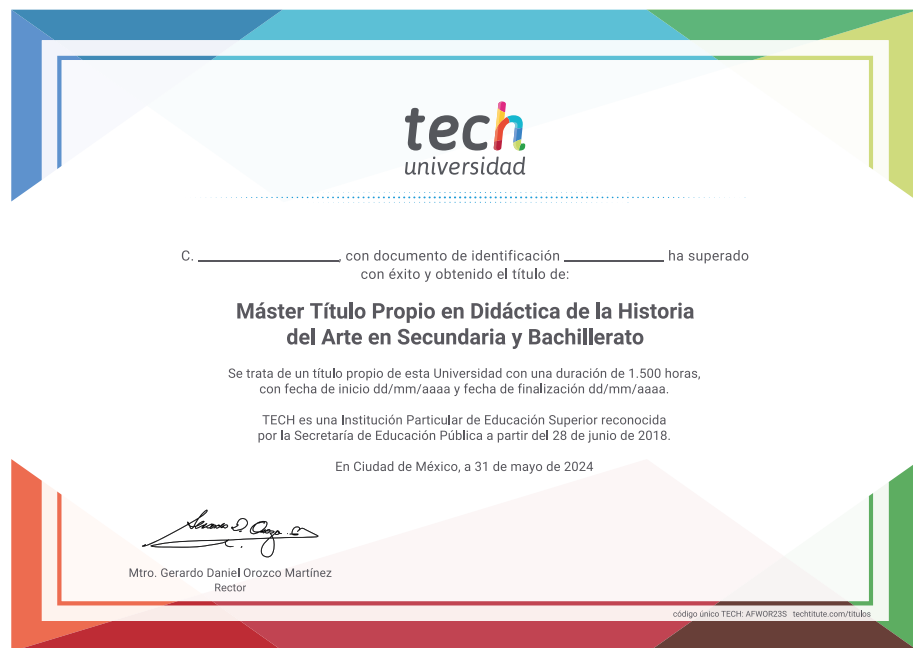 tech
universidad
C. , con documento de identificación ha superado
con éxito y obtenido el título de:
Máster Título Propio en Didáctica de la Historia
del Arte en Secundaria y Bachillerato
Se trata de un título propio de esta Universidad con una duración de 1.500 horas,
con fecha de inicio dd/mm/aaaa y fecha de finalización dd/mm/aaaa.
TECH es una Institución Particular de Educación Superior reconocida
por la Secretaría de Educación Pública a partir del 28 de junio de 2018.
En Ciudad de México, a 31 de mayo de 2024
Mtro. Gerardo Daniel Orozco Martínez
Rector
código único TECH: AFWOR23S techtitute.com/titulos